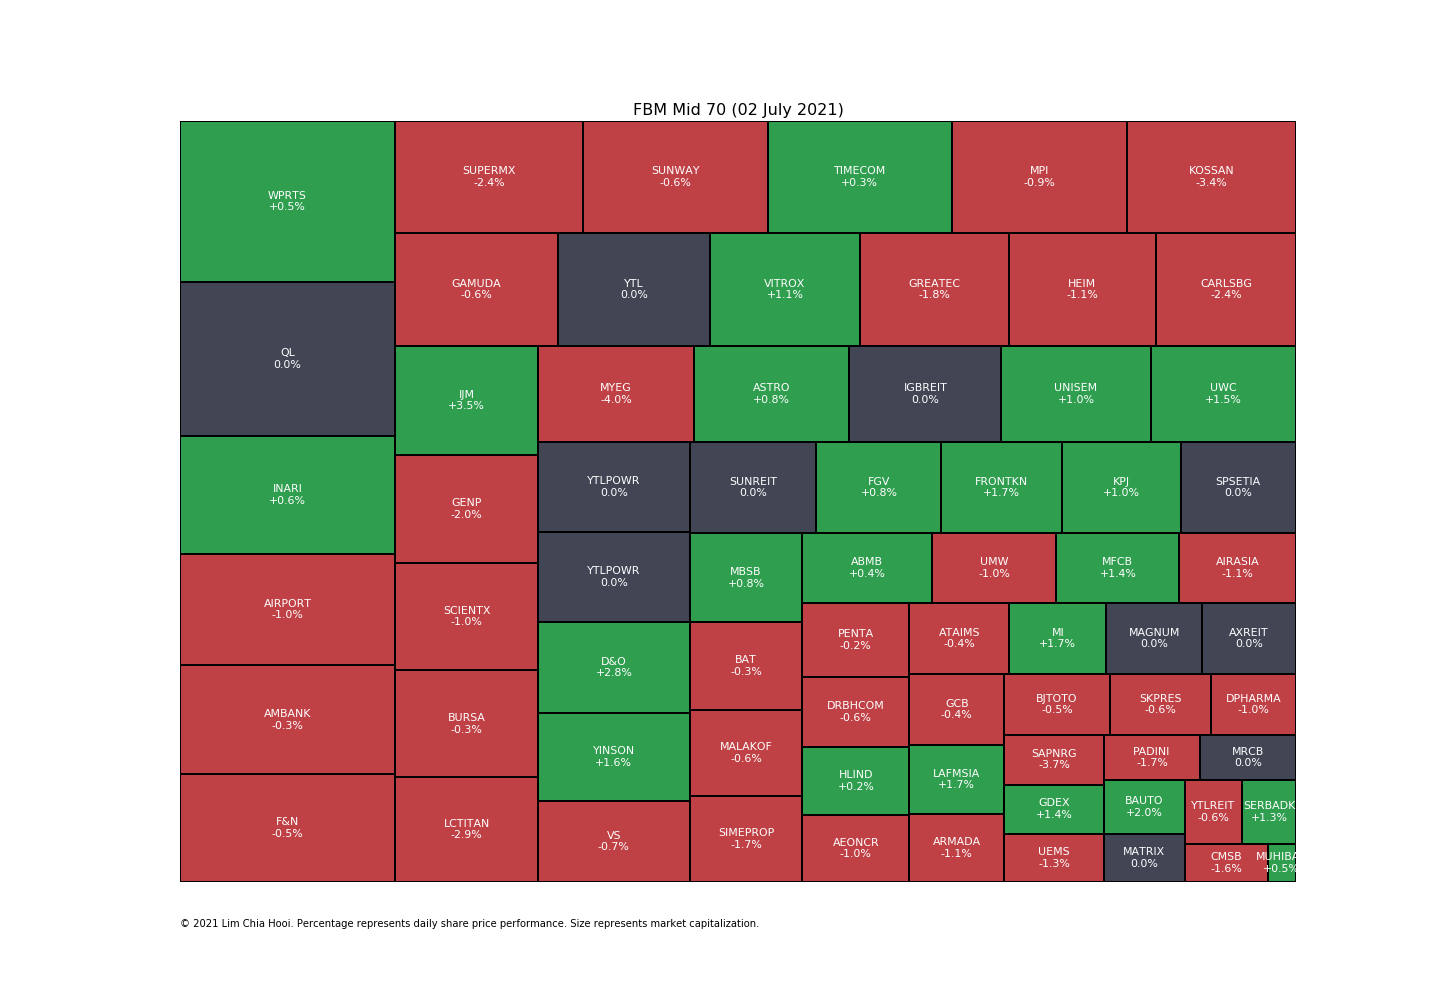 FBM Mid 70 (02 July 2021)
WPRTS
+0.5%
QL
0.0%
INARI
+0.6%
AIRPORT
-1.0%
AMBANK
-0.3%
F&N
-0.5%
SUPERMX
-2.4%
SUNWAY
-0.6%
TIMECOM
+0.3%
MPI
-0.9%
KOSSAN
-3.4%
GAMUDA
-0.6%
YTL
0.0%
VITROX
+1.1%
GREATEC
-1.8%
HEIM
-1.1%
CARLSBG
-2.4%
IJM
+3.5%
GENP
-2.0%
SCIENTX
-1.0%
BURSA
-0.3%
LCTITAN
-2.9%
MYEG
-4.0%
ASTRO
+0.8%
IGBREIT
0.0%
UNISEM
+1.0%
UWC
+1.5%
YTLPOWR
0.0%
YTLPOWR
0.0%
D&O
+2.8%
YINSON
+1.6%
VS
-0.7%
SUNREIT
0.0%
FGV
+0.8%
FRONTKN
+1.7%
KPJ
+1.0%
SPSETIA
0.0%
MBSB
+0.8%
BAT
-0.3%
MALAKOF
-0.6%
SIMEPROP
-1.7%
ABMB
+0.4%
UMW
-1.0%
MFCB
+1.4%
AIRASIA
-1.1%
PENTA
-0.2%
DRBHCOM
-0.6%
HLIND
+0.2%
AEONCR
-1.0%
ATAIMS
-0.4%
MI
+1.7%
MAGNUM
0.0%
AXREIT
0.0%
GCB
-0.4%
LAFMSIA
+1.7%
ARMADA
-1.1%
BJTOTO
-0.5%
SKPRES
-0.6%
DPHARMA
-1.0%
SAPNRG
-3.7%
GDEX
+1.4%
UEMS
-1.3%
PADINI
-1.7%
MRCB
0.0%
BAUTO
+2.0%
MATRIX
0.0%
YTLREIT
-0.6%
SERBADK
+1.3%
CMSB
-1.6%
MUHIBA
+0.5%
© 2021 Lim Chia Hooi. Percentage represents daily share price performance. Size represents market capitalization.